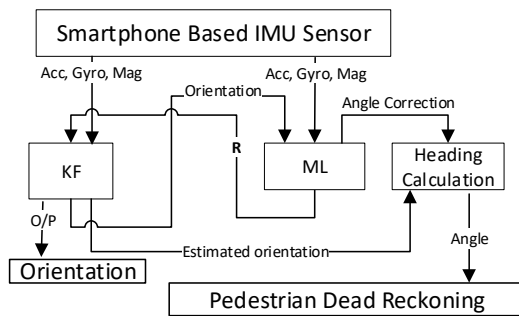 Smartphone Based IMU Sensor
Acc, Gyro, Mag
Acc, Gyro, Mag
Orientation
Angle Correction
R
KF
ML
Heading
Calculation
O/P
Estimated orientation
Angle
Orientation
Pedestrian Dead Reckoning